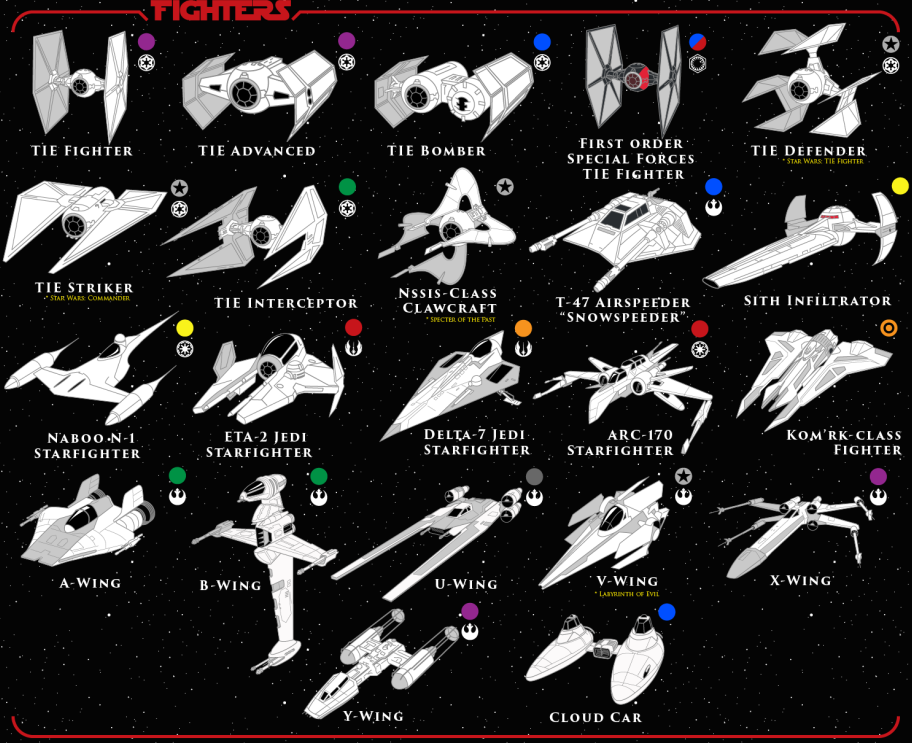 FIGHTERS
TIE FIGHTER
TIE ADVANCED
TIE BOMBER
FIRST ORDER
SPECIAL FORCES
TIE FIGHTER
TIE DEFENDER
* STAR WARS: TIE FIGHTER
TIE STRIKER
* STAR WARS: COMMANDER
TIE INTERCEPTOR
NSSIS-CLASS
CLAWCRAFT
* SPECTER OF THE PAST
T-47 AIRSPEEDER
"SNOWSPEEDER"
SITH INFILTRATOR
NABOO N-1
STARFIGHTER
ETA-2 JEDI
STARFIGHTER
DELTA-7 JEDI
STARFIGHTER
ARC-170
STARFIGHTER
KOM'RK-CLASS
FIGHTER
A-WING
B-WING
U-WING
V-WING
* LABYRINTH OF EVIL
X-WING
Y-WING
CLOUD CAR